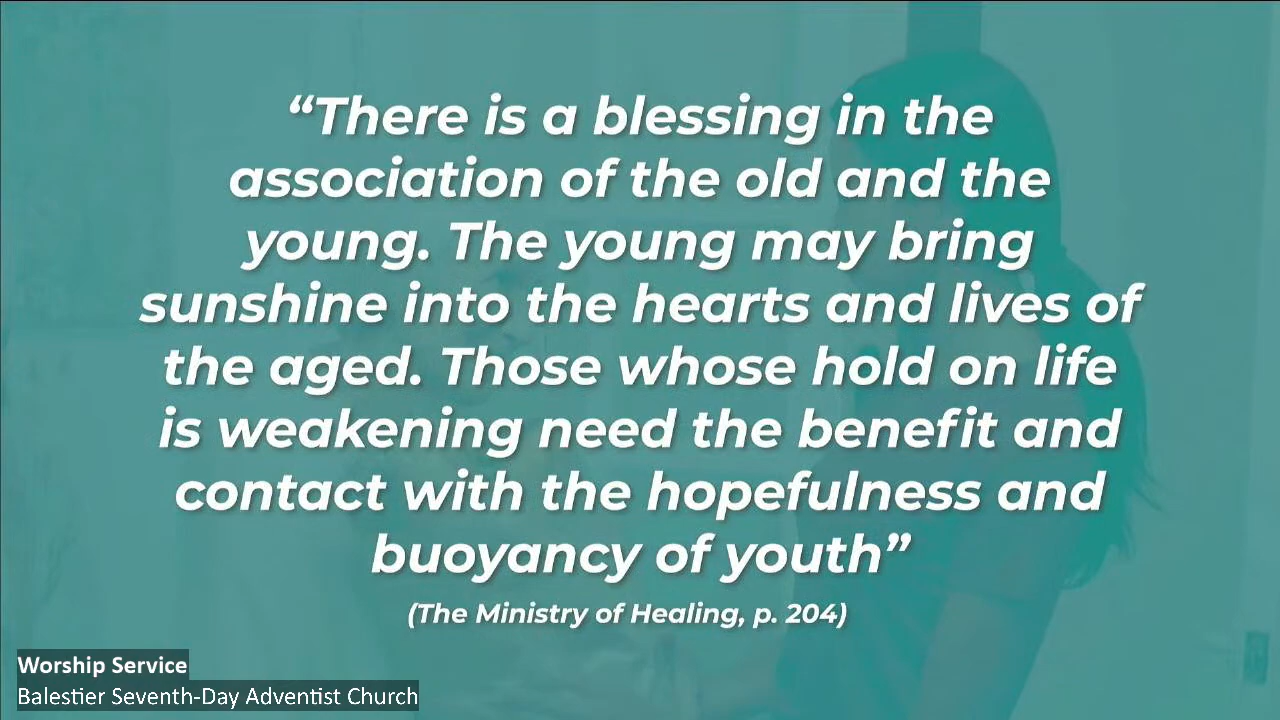 “There is a blessing in the
association of the old and the
young. The young may bring
sunshine into the hearts and lives of
the aged. Those whose hold on life
is weakening need the benefit and
contact with the hopefulness and
buoyancy of youth”
(The Ministry of Healing, p. 204)
Worship Service
Balestier Seventh-Day Adventist Church